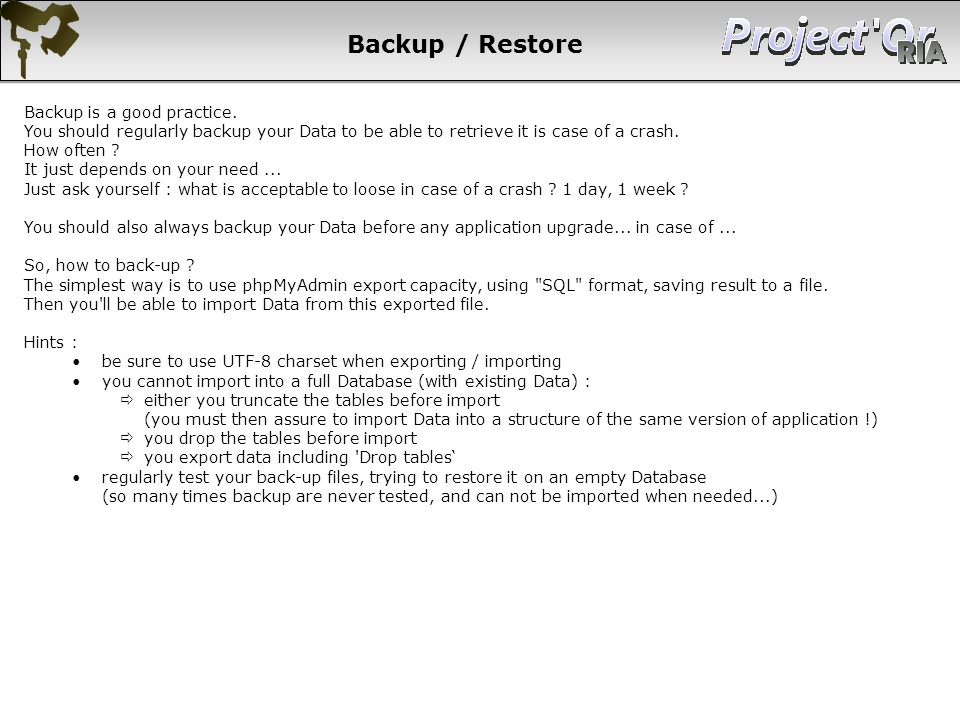 Backup / Restore
Project'Or
RIA
Backup is a good practice.
You should regularly backup your Data to be able to retrieve it is case of a crash.
How often ?
It just depends on your need ...
Just ask yourself : what is acceptable to loose in case of a crash ? 1 day, 1 week ?
You should also always backup your Data before any application upgrade... in case of ...
So, how to back-up ?
The simplest way is to use phpMyAdmin export capacity, using "SQL" format, saving result to a file.
Then you'll be able to import Data from this exported file.
Hints :
• be sure to use UTF-8 charset when exporting / importing
• you cannot import into a full Database (with existing Data) :
⇨ either you truncate the tables before import
(you must then assure to import Data into a structure of the same version of application !)
⇨ you drop the tables before import
⇨ you export data including 'Drop tables‘
• regularly test your back-up files, trying to restore it on an empty Database
(so many times backup are never tested, and can not be imported when needed...)